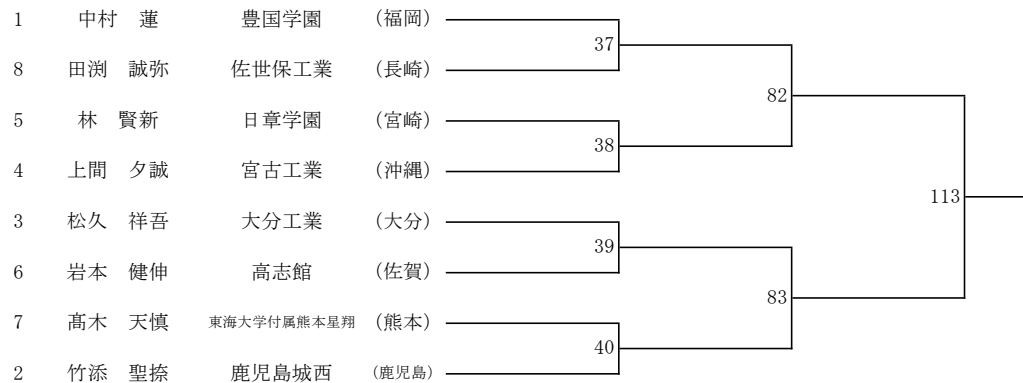 1 中村 蓮 豊国学園 (福岡)
37
8 田渕 誠弥 佐世保工業 (長崎)
82
5 林 賢新 日章学園 (宮崎)
38
4 上間 夕誠 宮古工業 (沖縄)
113
3 松久 祥吾 大分工業 (大分)
39
6 岩本 健伸 高志館 (佐賀)
83
7 髙木 天慎 東海大学付属熊本星翔 (熊本)
40
2 竹添 聖捺 鹿児島城西 (鹿児島)